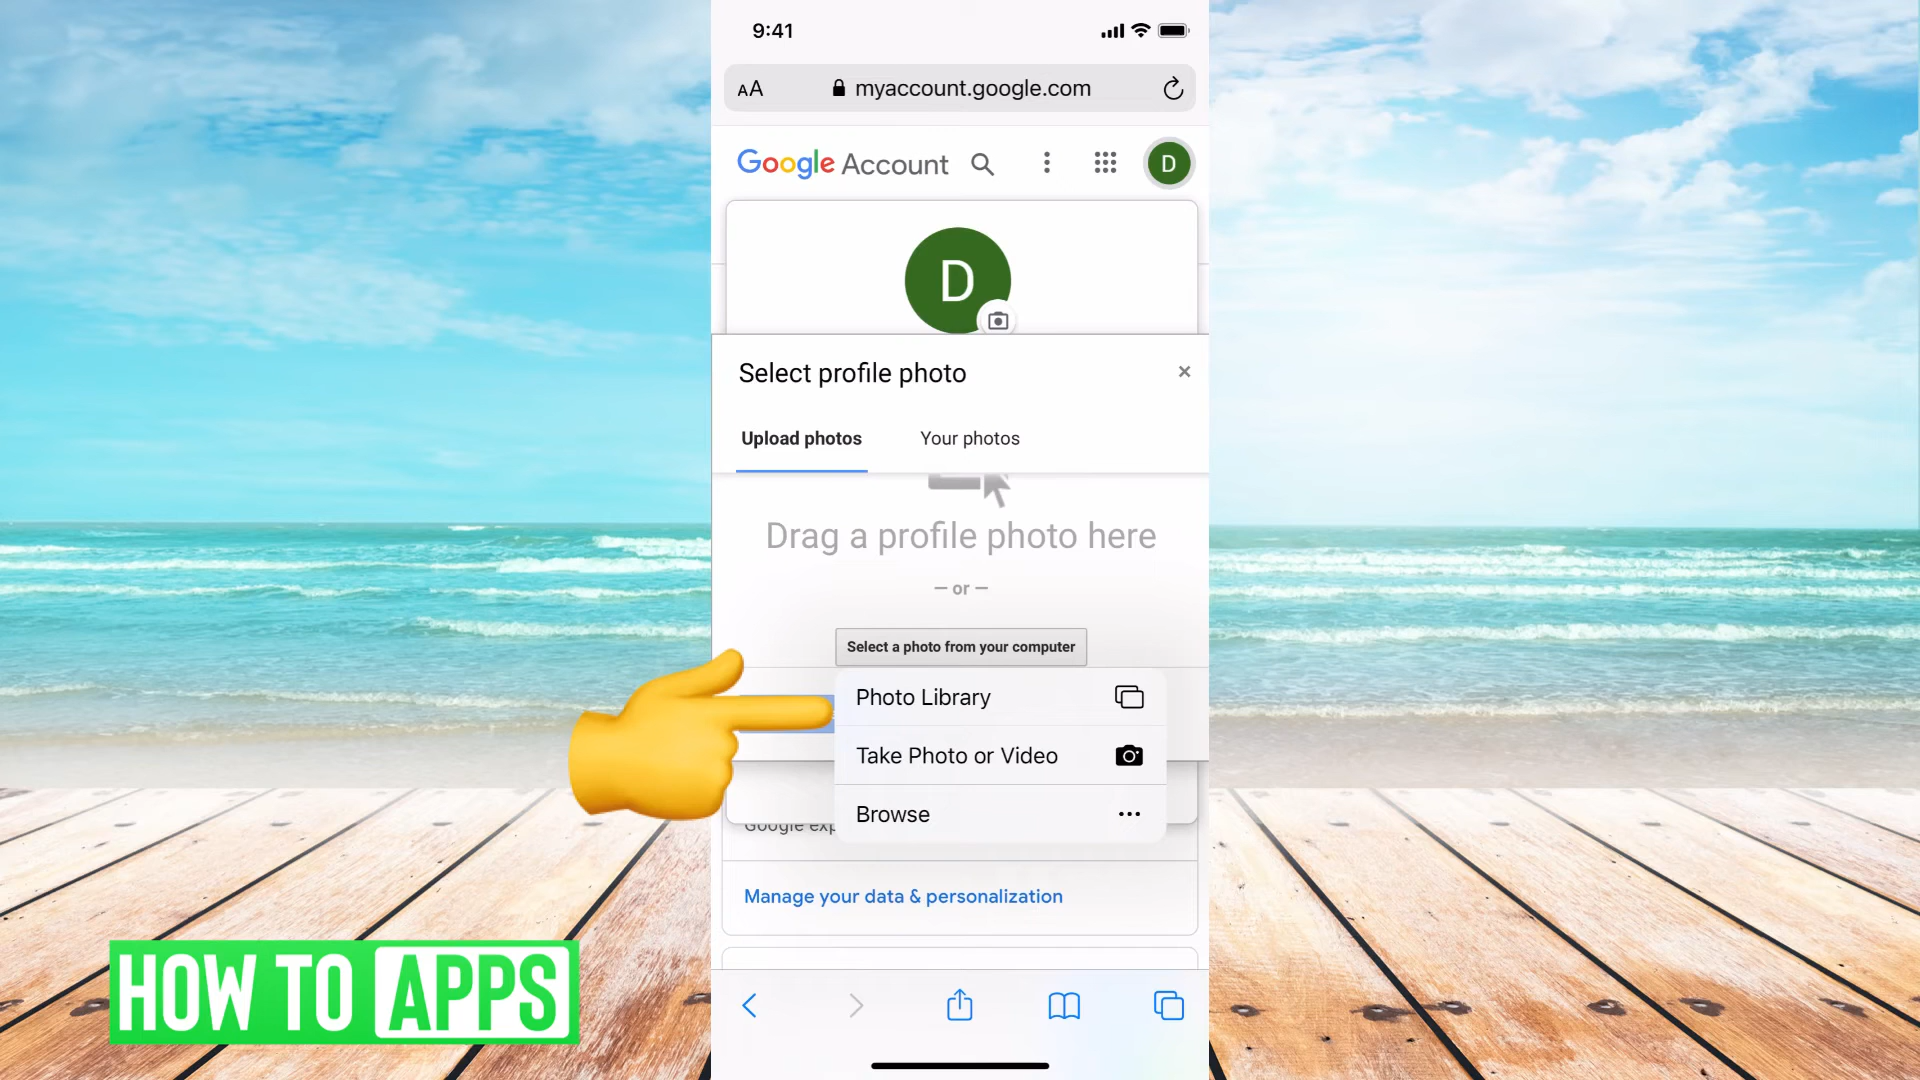 9:41
AA myaccount.google.com
Google Account D
D
Select profile photo ×
Upload photos Your photos
Drag a profile photo here
— or —
Select a photo from your computer
Photo Library
Take Photo or Video
Browse
Google exp
Manage your data & personalization
HOW TO APPS